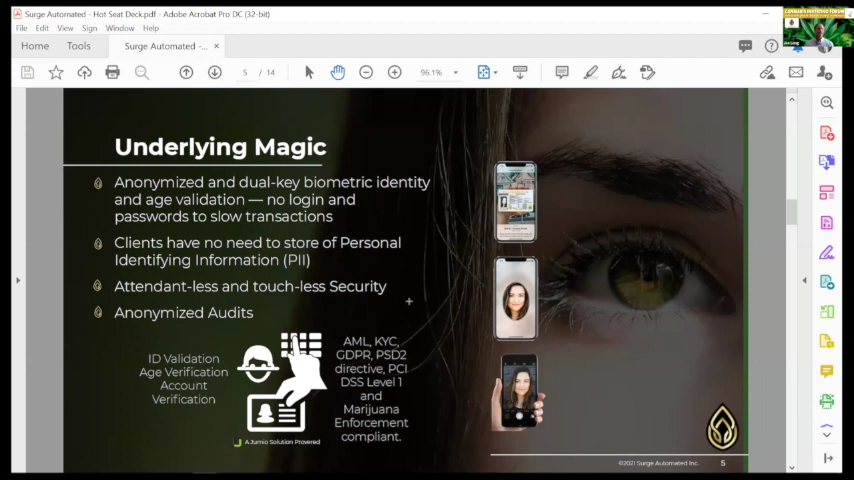 Surge Automated - Hot Seat Deck.pdf - Adobe Acrobat Pro DC (32-bit)
File Edit View Sign Window Help
Home Tools Surge Automated -...
5 / 14 96.1%
Underlying Magic
Anonymized and dual-key biometric identity
and age validation — no login and
passwords to slow transactions
Clients have no need to store of Personal
Identifying Information (PII)
Attendant-less and touch-less Security
Anonymized Audits
ID Validation
Age Verification
Account
Verification
A Jumio Solution Provered
AML, KYC,
GDPR, PSD2
directive, PCI
DSS Level 1
and
Marijuana
Enforcement
compliant.
©2021 Surge Automated Inc. 5